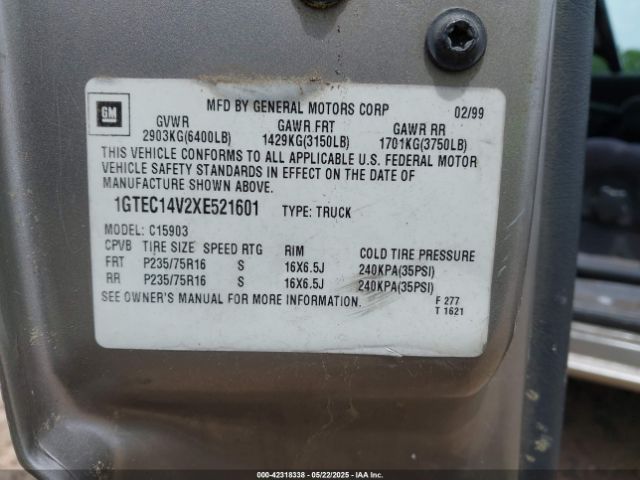 GM
MFD BY GENERAL MOTORS CORP 02/99
GVWR GAWR FRT GAWR RR
2903KG(6400LB) 1429KG(3150LB) 1701KG(3750LB)
THIS VEHICLE CONFORMS TO ALL APPLICABLE U.S. FEDERAL MOTOR
VEHICLE SAFETY STANDARDS IN EFFECT ON THE DATE OF
MANUFACTURE SHOWN ABOVE.
1GTEC14V2XE521601 TYPE: TRUCK
MODEL: C15903
CPVB TIRE SIZE SPEED RTG RIM COLD TIRE PRESSURE
FRT P235/75R16 S 16X6.5J 240KPA(35PSI)
RR P235/75R16 S 16X6.5J 240KPA(35PSI)
SEE OWNER'S MANUAL FOR MORE INFORMATION. F 277
T 1621
000-42318338 - 05/22/2025 - Copyright - IAA, Inc.